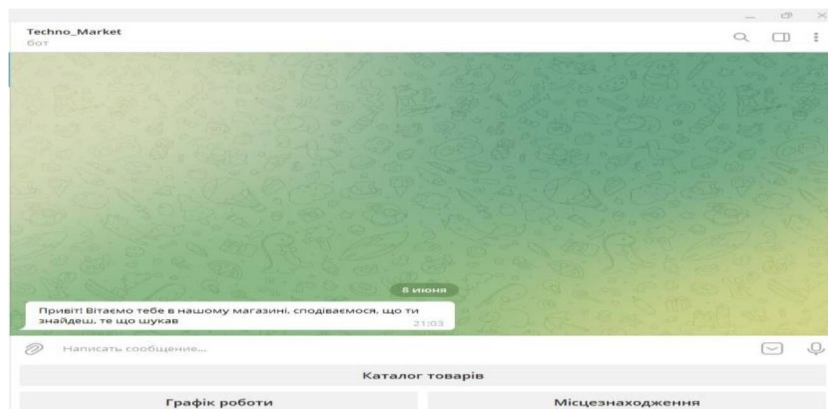 Techno_Market
бот
8 июня
Привіт! Вітаємо тебе в нашому магазині, сподіваємося, що ти
знайдеш, те що шукав
21:03
Написать сообщение...
Каталог товарів
Графік роботи
Місцезнаходження